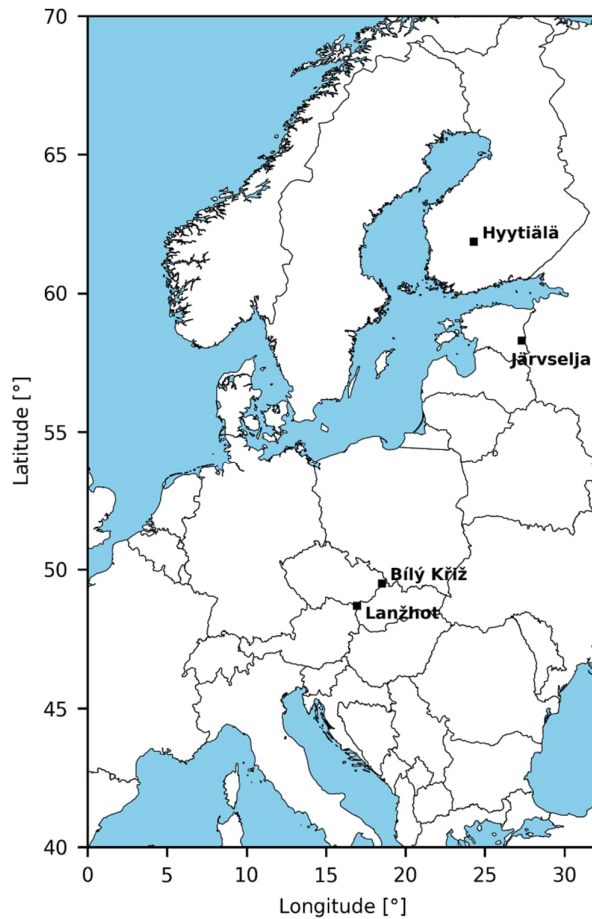 70
65
60
55
50
45
40
Latitude [°]
Hyytiälä
Järvselja
Bílý Kříž
Lanžhot
0 5 10 15 20 25 30
Longitude [°]